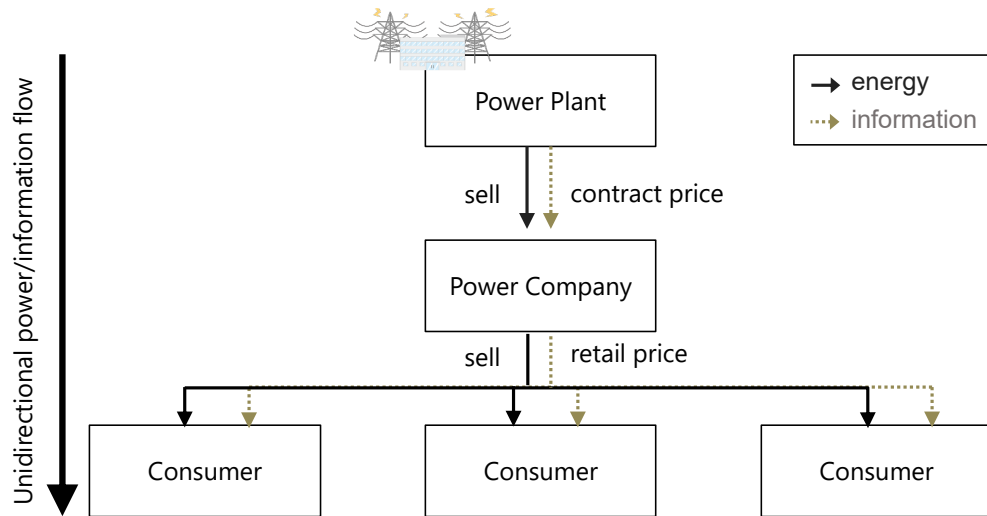 Unidirectional power/information flow
Power Plant
energy
information
sell
contract price
Power Company
sell
retail price
Consumer
Consumer
Consumer